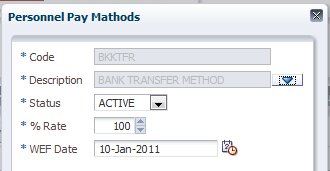 Personnel Pay Mathods
* Code BKKTFR
* Description BANK TRANSFER METHOD
* Status ACTIVE
* % Rate 100
* WEF Date 10-Jan-2011